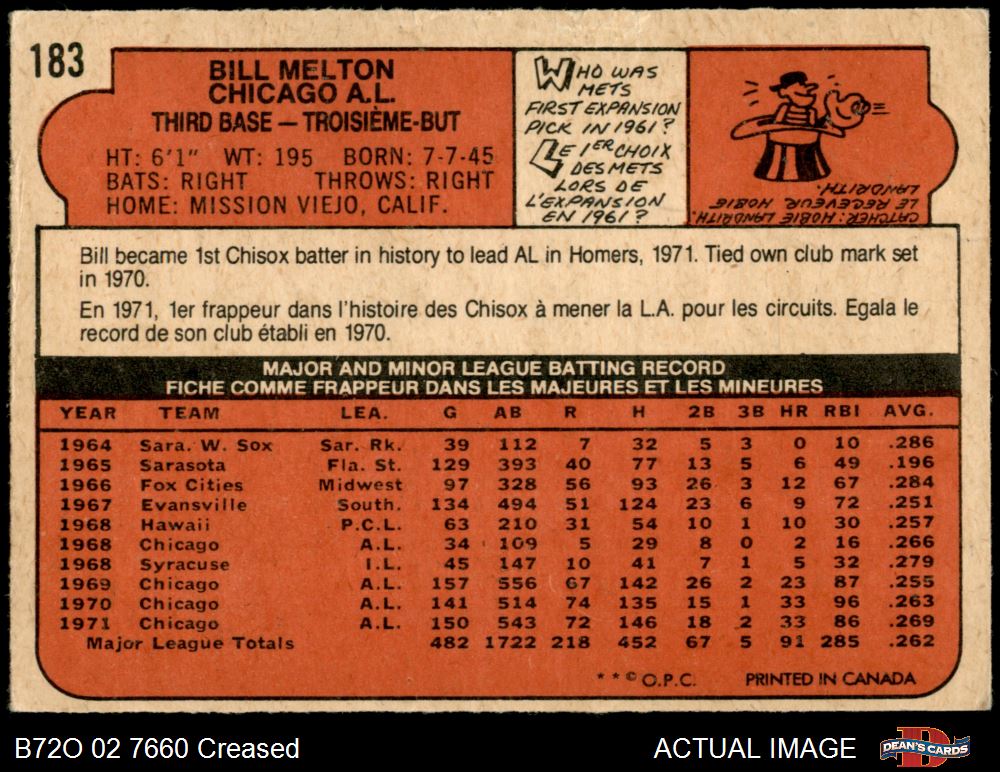 183
BILL MELTON
CHICAGO A.L.
THIRD BASE — TROISIÈME-BUT
HT: 6'1" WT: 195 BORN: 7-7-45
BATS: RIGHT THROWS: RIGHT
HOME: MISSION VIEJO, CALIF.
WHO WAS
METS
FIRST EXPANSION
PICK IN 1961?
LE 1ER CHOIX
DES METS
LORS DE
L'EXPANSION
EN 1961?
CATCHER: HOBIE LANDRITH.
LE RECEVEUR HOBIE
LANDRITH.
Bill became 1st Chisox batter in history to lead AL in Homers, 1971. Tied own club mark set
in 1970.
En 1971, 1er frappeur dans l'histoire des Chisox à mener la L.A. pour les circuits. Egala le
record de son club établi en 1970.
MAJOR AND MINOR LEAGUE BATTING RECORD
FICHE COMME FRAPPEUR DANS LES MAJEURES ET LES MINEURES
YEAR TEAM LEA. G AB R H 2B 3B HR RBI AVG.
1964 Sara. W. Sox Sar. Rk. 39 112 7 32 5 3 0 10 .286
1965 Sarasota Fla. St. 129 393 40 77 13 5 6 49 .196
1966 Fox Cities Midwest 97 328 56 93 26 3 12 67 .284
1967 Evansville South. 134 494 51 124 23 6 9 72 .251
1968 Hawaii P.C.L. 63 210 31 54 10 1 10 30 .257
1968 Chicago A.L. 34 109 5 29 8 0 2 16 .266
1968 Syracuse I.L. 45 147 10 41 7 1 5 32 .279
1969 Chicago A.L. 157 556 67 142 26 2 23 87 .255
1970 Chicago A.L. 141 514 74 135 15 1 33 96 .263
1971 Chicago A.L. 150 543 72 146 18 2 33 86 .269
Major League Totals 482 1722 218 452 67 5 91 285 .262
**© O.P.C. PRINTED IN CANADA
B72O 02 7660 Creased
ACTUAL IMAGE
DEAN'S CARDS